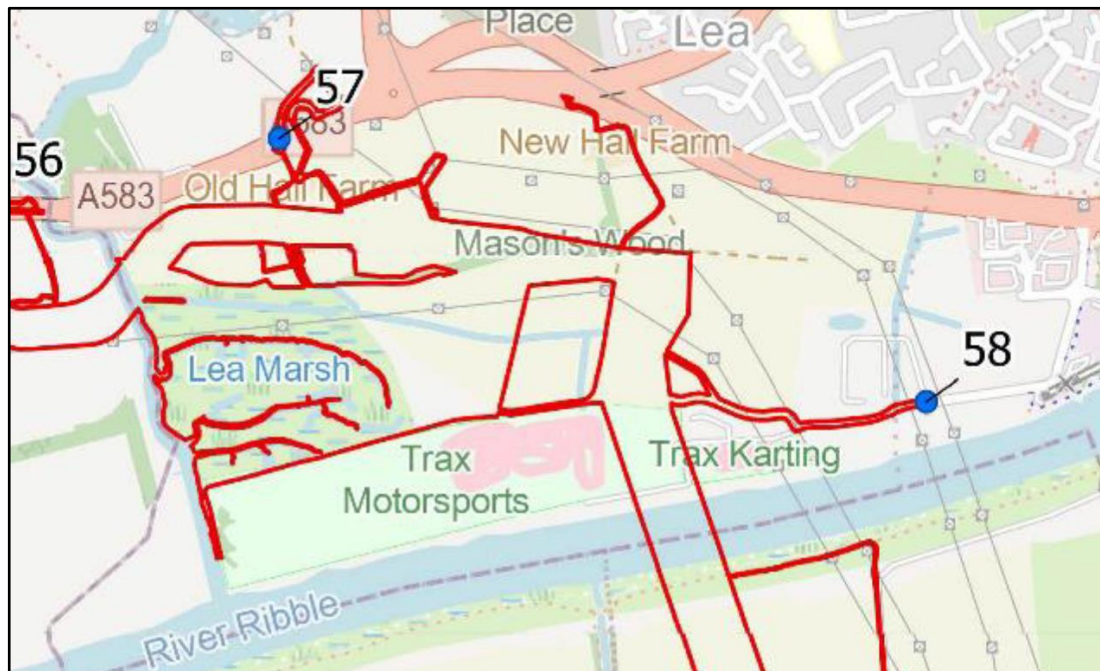 Place
Lea
57
A583
New Hall Farm
56
A583
Old Hall Farm
Mason's Wood
58
Lea Marsh
Trax
Motorsports
Trax Karting
River Ribble